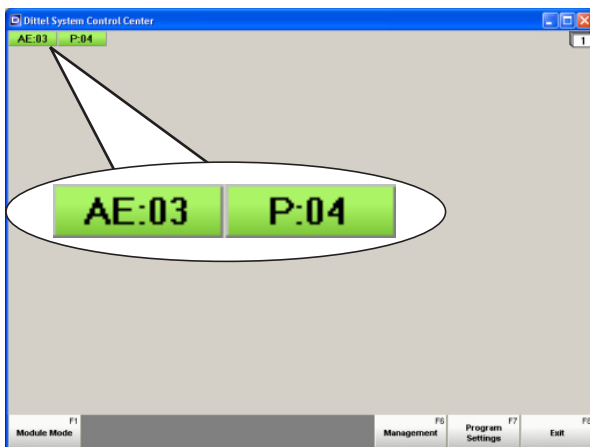 Dittel System Control Center
AE:03 P:04
1
AE:03 P:04
F1
Module Mode
F6
Management
F7
Program
Settings
F8
Exit